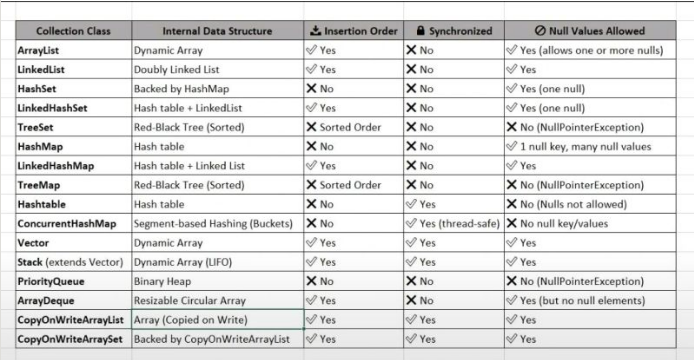 Collection Class Internal Data Structure Insertion Order Synchronized Null Values Allowed
ArrayList Dynamic Array ✓ Yes ✕ No ✓ Yes (allows one or more nulls)
LinkedList Doubly Linked List ✓ Yes ✕ No ✓ Yes
HashSet Backed by HashMap ✕ No ✕ No ✓ Yes (one null)
LinkedHashSet Hash table + LinkedList ✓ Yes ✕ No ✓ Yes (one null)
TreeSet Red-Black Tree (Sorted) ✕ Sorted Order ✕ No ✕ No (NullPointerException)
HashMap Hash table ✕ No ✕ No ✓ 1 null key, many null values
LinkedHashMap Hash table + Linked List ✓ Yes ✕ No ✓ Yes
TreeMap Red-Black Tree (Sorted) ✕ Sorted Order ✕ No ✕ No (NullPointerException)
Hashtable Hash table ✕ No ✓ Yes ✕ No (Nulls not allowed)
ConcurrentHashMap Segment-based Hashing (Buckets) ✕ No ✓ Yes (thread-safe) ✕ No null key/values
Vector Dynamic Array ✓ Yes ✓ Yes ✓ Yes
Stack (extends Vector) Dynamic Array (LIFO) ✓ Yes ✓ Yes ✓ Yes
PriorityQueue Binary Heap ✕ No ✕ No ✕ No (NullPointerException)
ArrayDeque Resizable Circular Array ✓ Yes ✕ No ✓ Yes (but no null elements)
CopyOnWriteArrayList Array (Copied on Write) ✓ Yes ✓ Yes ✓ Yes
CopyOnWriteArraySet Backed by CopyOnWriteArrayList ✓ Yes ✓ Yes ✓ Yes